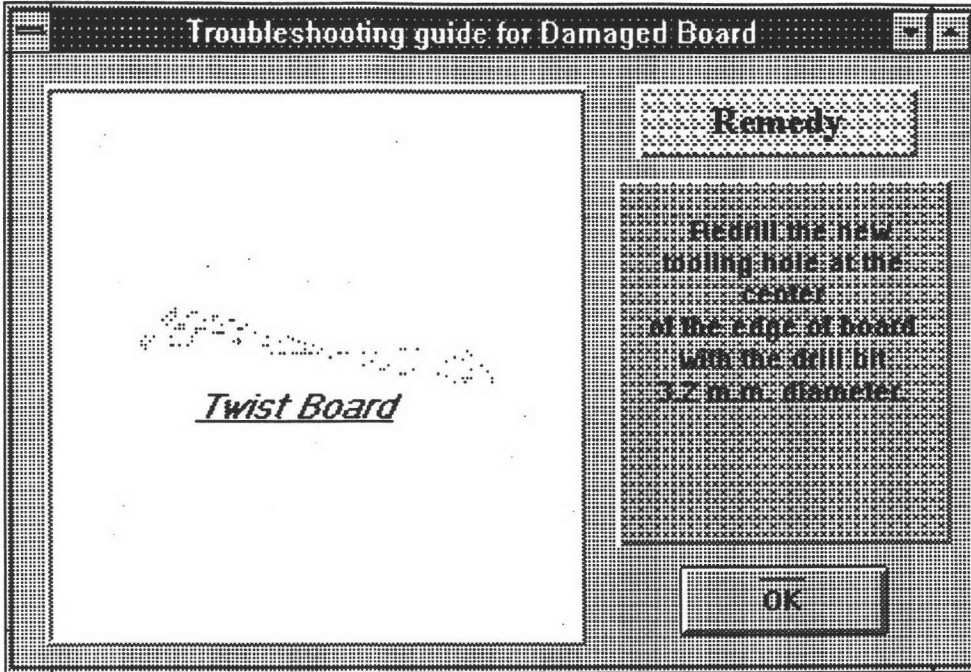 Troubleshooting guide for Damaged Board
Remedy
Redrill the new
tooling hole at the
center
of the edge of board
with the drill bit
3.2 m.m. diameter.
Twist Board
OK